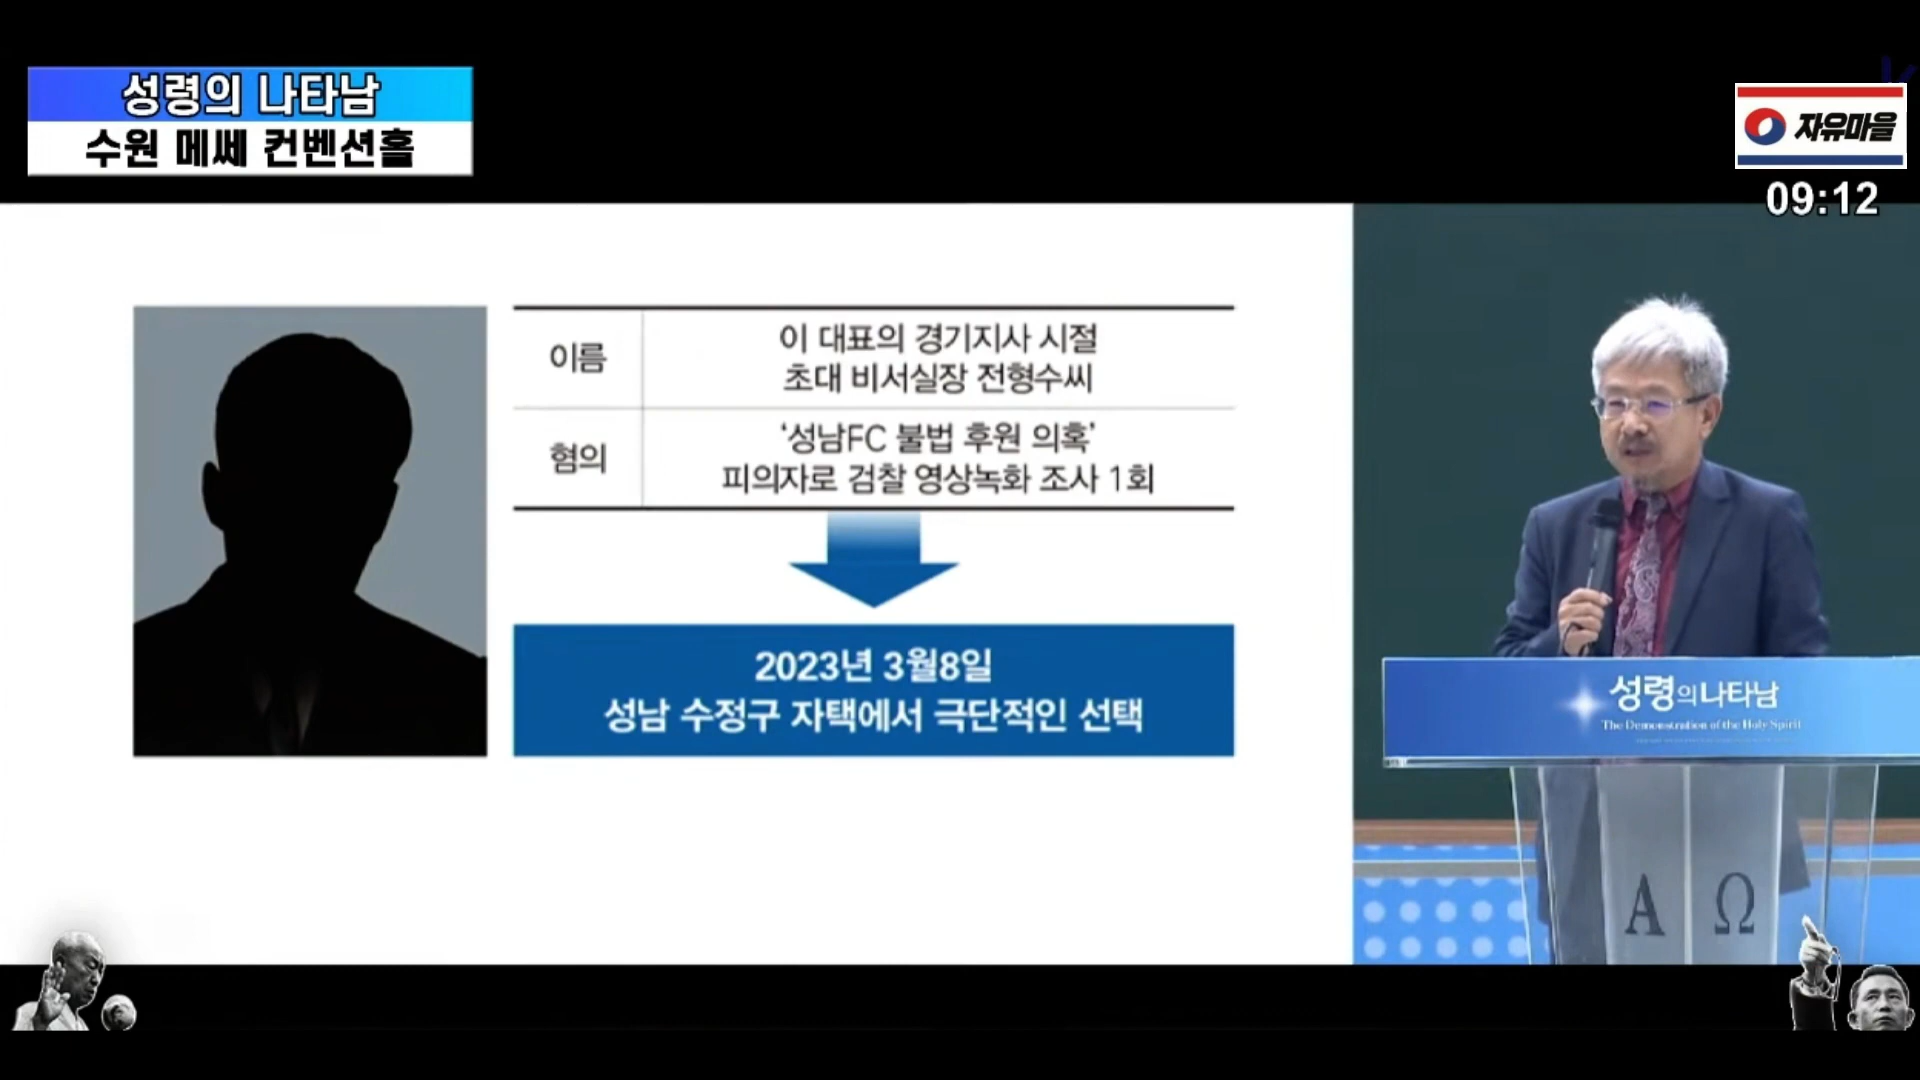 성령의 나타남
수원 메쎄 컨벤션홀
자유마을
09:12
이름
이 대표의 경기지사 시절
초대 비서실장 전형수씨
혐의
‘성남FC 불법 후원 의혹’
피의자로 검찰 영상녹화 조사 1회
2023년 3월8일
성남 수정구 자택에서 극단적인 선택
성령의나타남
The Demonstration of the Holy Spirit
Α Ω